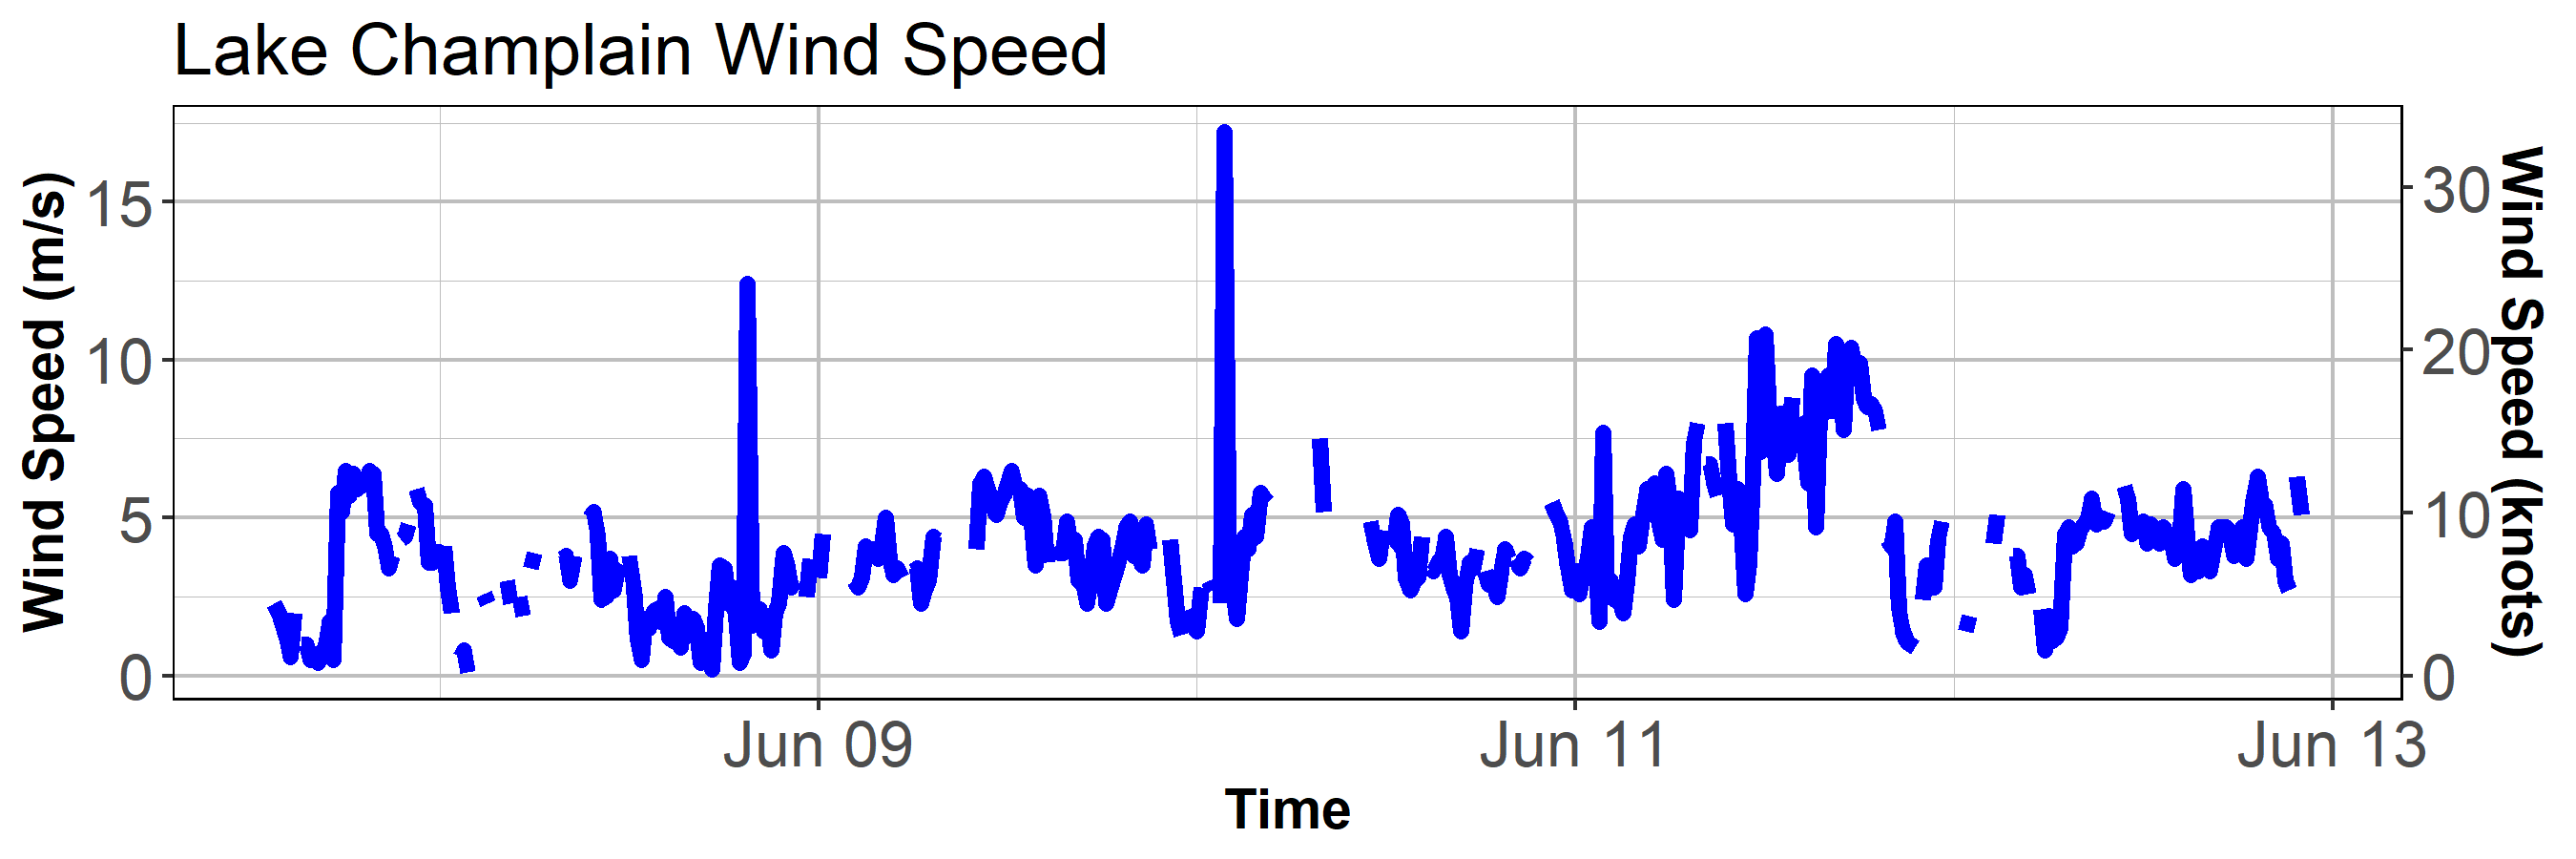 Lake Champlain Wind Speed
Wind Speed (m/s)
15
10
5
0
30
20
10
0
Wind Speed (knots)
Jun 09
Jun 11
Jun 13
Time